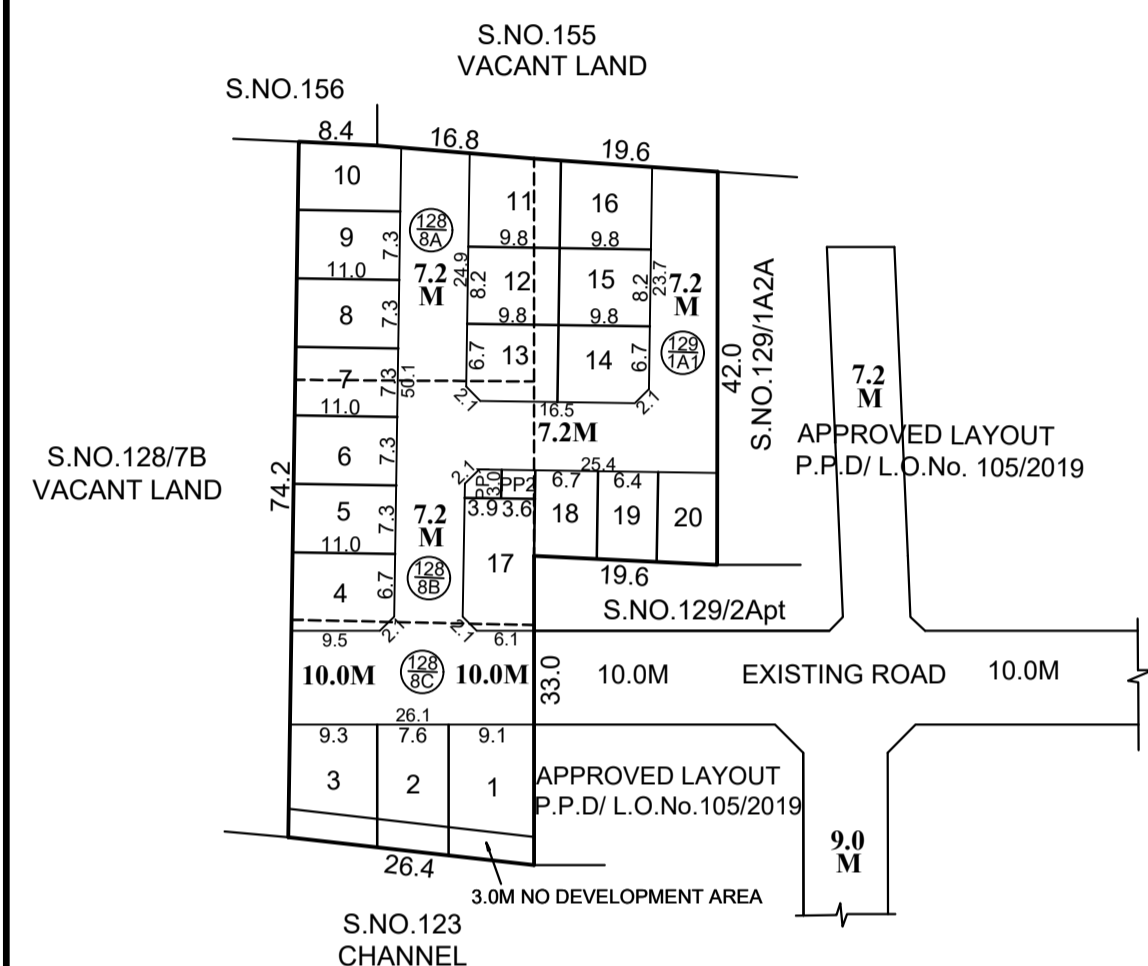 S.NO.155
VACANT LAND
S.NO.156
8.4
16.8
19.6
10
11
16
128
8A
9
7.3
9.8
9.8
11.0
7.2
M
24.9
8.2
12
15
8.2
23.7
7.2
M
S.NO.129/1A2A
8
7.3
9.8
9.8
6.7
13
14
6.7
129
1A1
42.0
7.2
M
7
7.3
50.1
11.0
2.1
16.5
2.1
7.2M
APPROVED LAYOUT
P.P.D/ L.O.No. 105/2019
S.NO.128/7B
VACANT LAND
74.2
6
7.3
2.1
25.4
PP1
3.0
PP2
6.7
6.4
3.9
3.6
18
19
20
5
7.3
7.2
M
11.0
17
128
8B
4
6.7
19.6
S.NO.129/2Apt
9.5
2.1
2.1
6.1
10.0M
128
8C
10.0M
33.0
10.0M
EXISTING ROAD
10.0M
26.1
9.3
7.6
9.1
3
2
1
APPROVED LAYOUT
P.P.D/ L.O.No.105/2019
9.0
M
26.4
3.0M NO DEVELOPMENT AREA
S.NO.123
CHANNEL